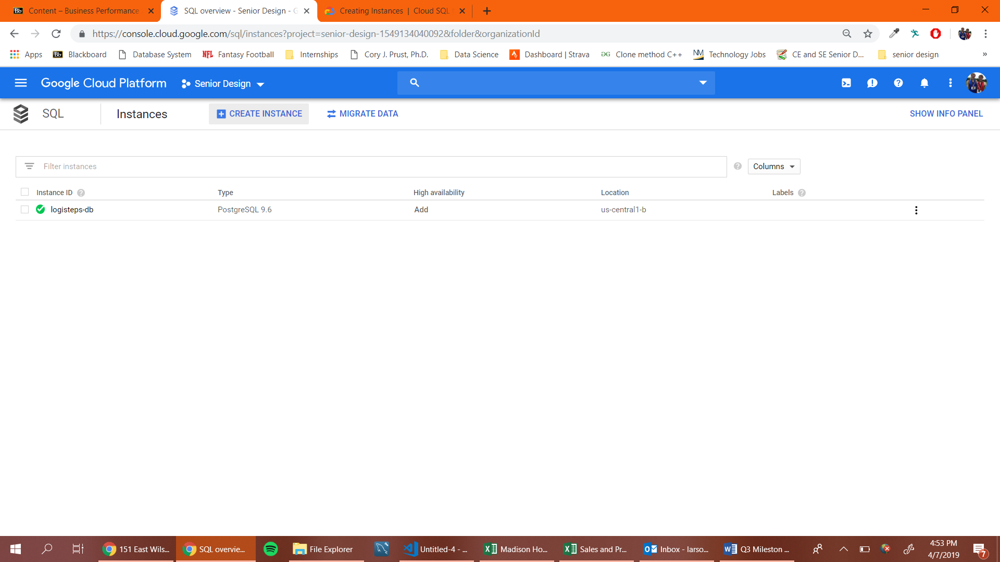 Bb Content – Business Performance
SQL overview - Senior Design - G
Creating Instances | Cloud SQL
https://console.cloud.google.com/sql/instances?project=senior-design-1549134040092&folder&organizationId
Apps Bb Blackboard Database System NFL Fantasy Football Internships Cory J. Prust, Ph.D. Data Science Dashboard | Strava Clone method C++ NM Technology Jobs CE and SE Senior D... senior design »
Google Cloud Platform Senior Design
SQL Instances CREATE INSTANCE MIGRATE DATA SHOW INFO PANEL
Filter instances Columns
Instance ID Type High availability Location Labels
logisteps-db PostgreSQL 9.6 Add us-central1-b
151 East Wils... SQL overvie... File Explorer Untitled-4 - ... Madison Ho... Sales and Pr... Inbox - larso... Q3 Mileston ...
4:53 PM
4/7/2019
7